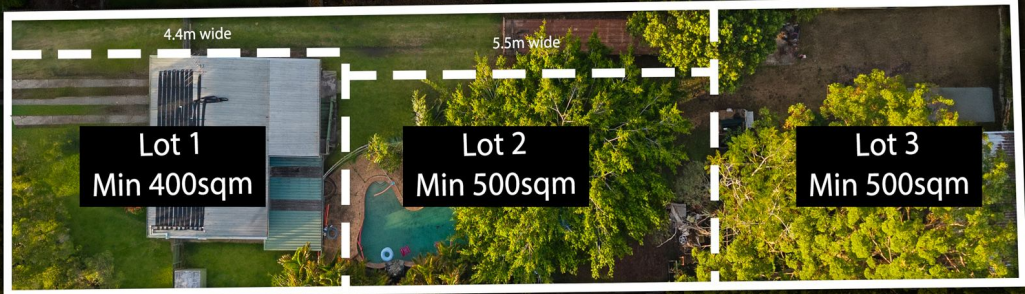 4.4m wide
5.5m wide
Lot 1
Min 400sqm
Lot 2
Min 500sqm
Lot 3
Min 500sqm